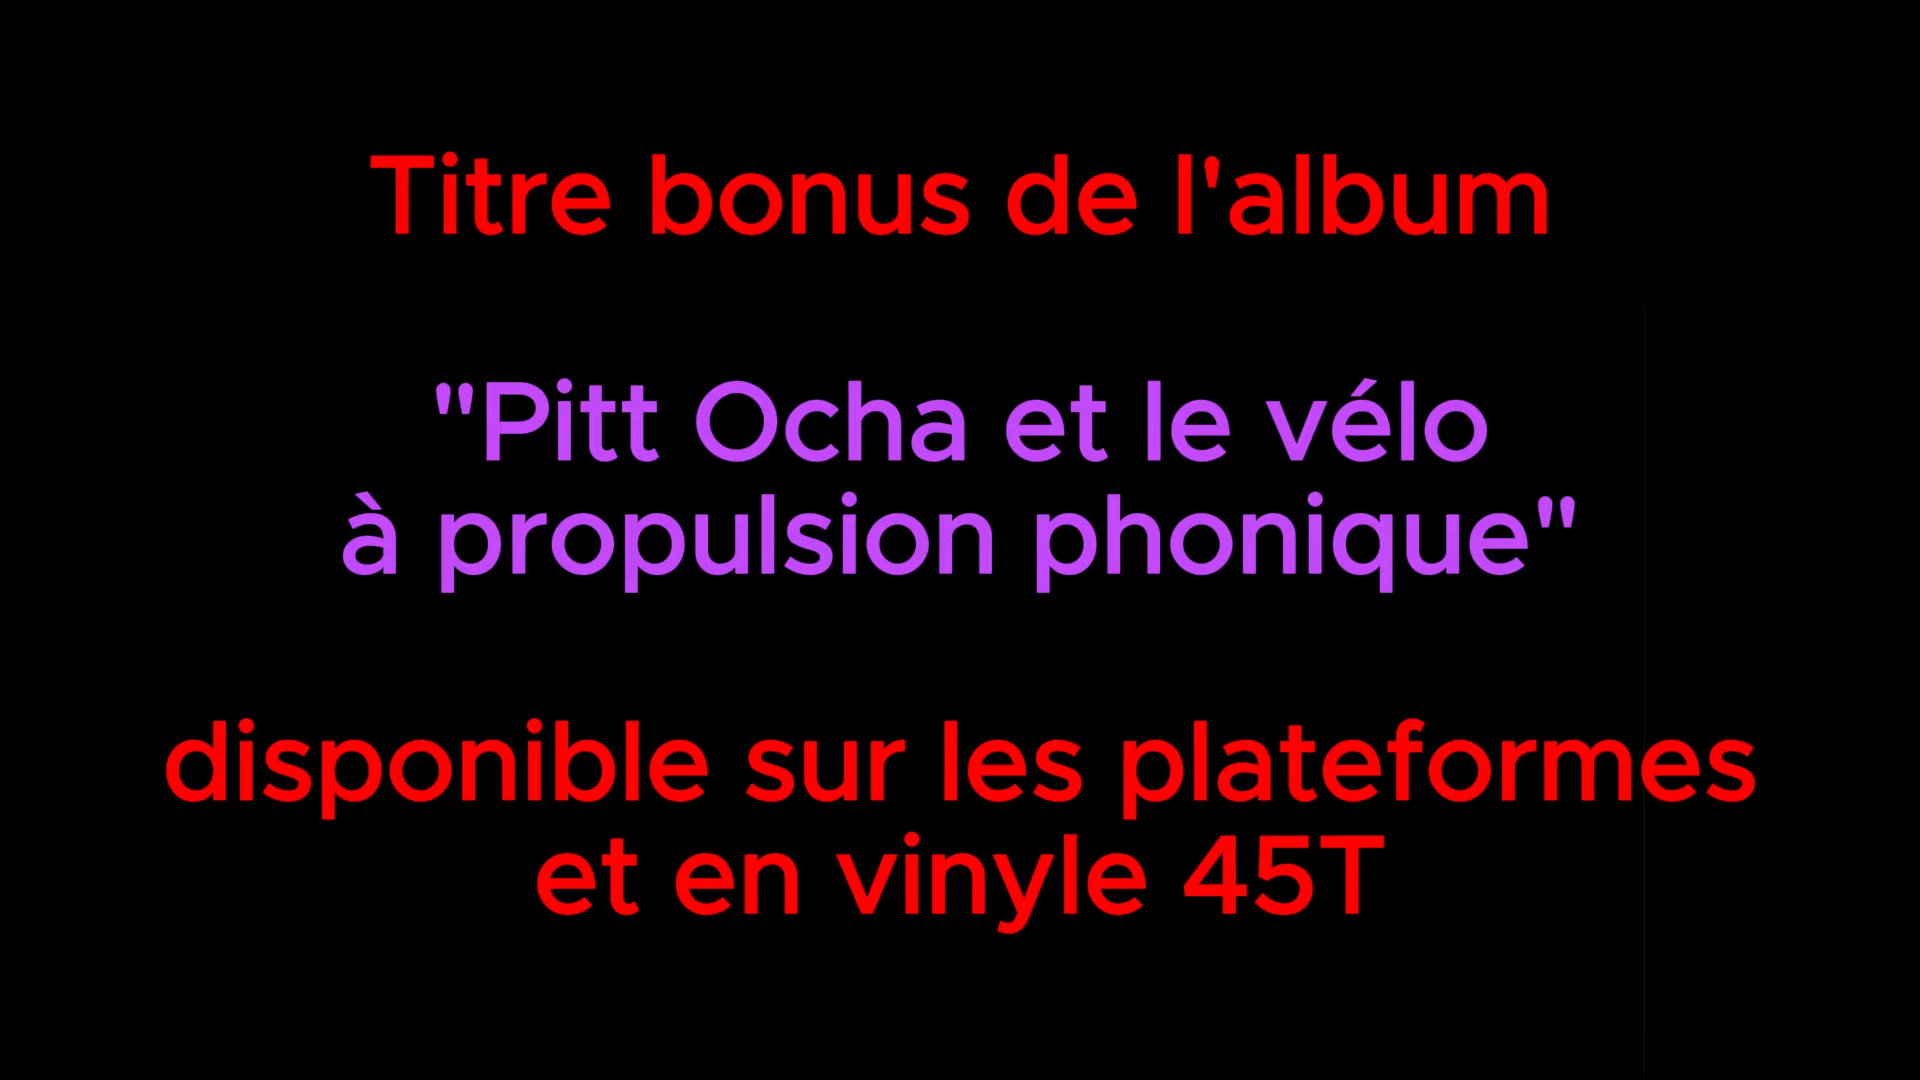 Titre bonus de l'album
"Pitt Ocha et le vélo
à propulsion phonique"
disponible sur les plateformes
et en vinyle 45T